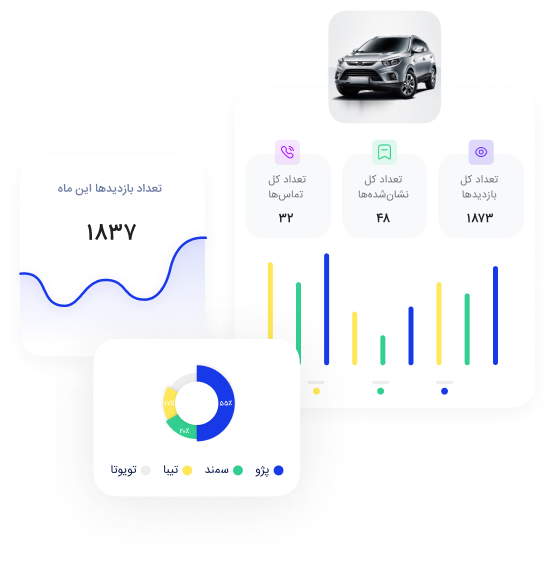 تعداد کل
بازدیدها
۱۸۷۳
تعداد کل
نشان‌شده‌ها
۴۸
تعداد کل
تماس‌ها
۳۲
تعداد بازدیدها این ماه
۱۸۳۷
۵۵٪
۲۰٪
پژو
سمند
تیبا
تویوتا